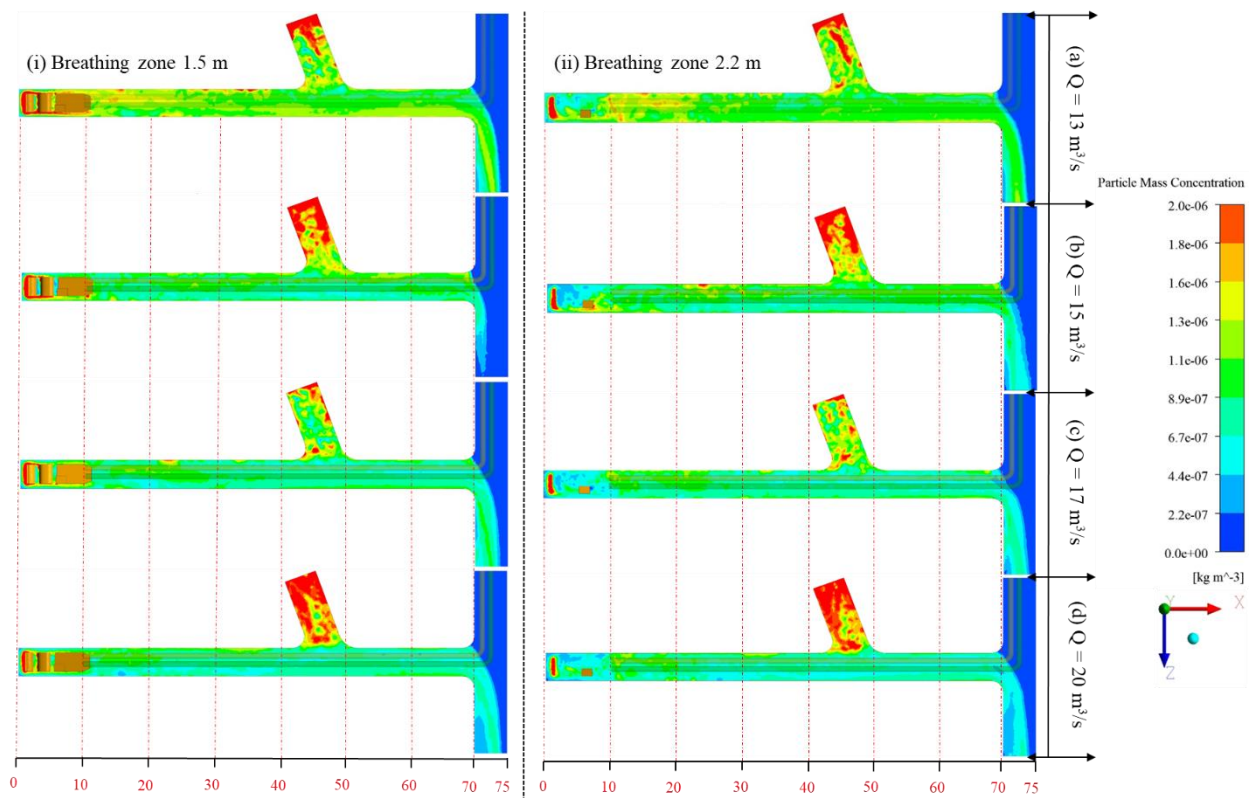 (i) Breathing zone 1.5 m
(ii) Breathing zone 2.2 m
(a) Q = 13 m³/s
(b) Q = 15 m³/s
(c) Q = 17 m³/s
(d) Q = 20 m³/s
Particle Mass Concentration
2.0e-06
1.8e-06
1.6e-06
1.3e-06
1.1e-06
8.9e-07
6.7e-07
4.4e-07
2.2e-07
0.0e+00
[kg m^-3]
Y
X
Z
0 10 20 30 40 50 60 70 75
0 10 20 30 40 50 60 70 75